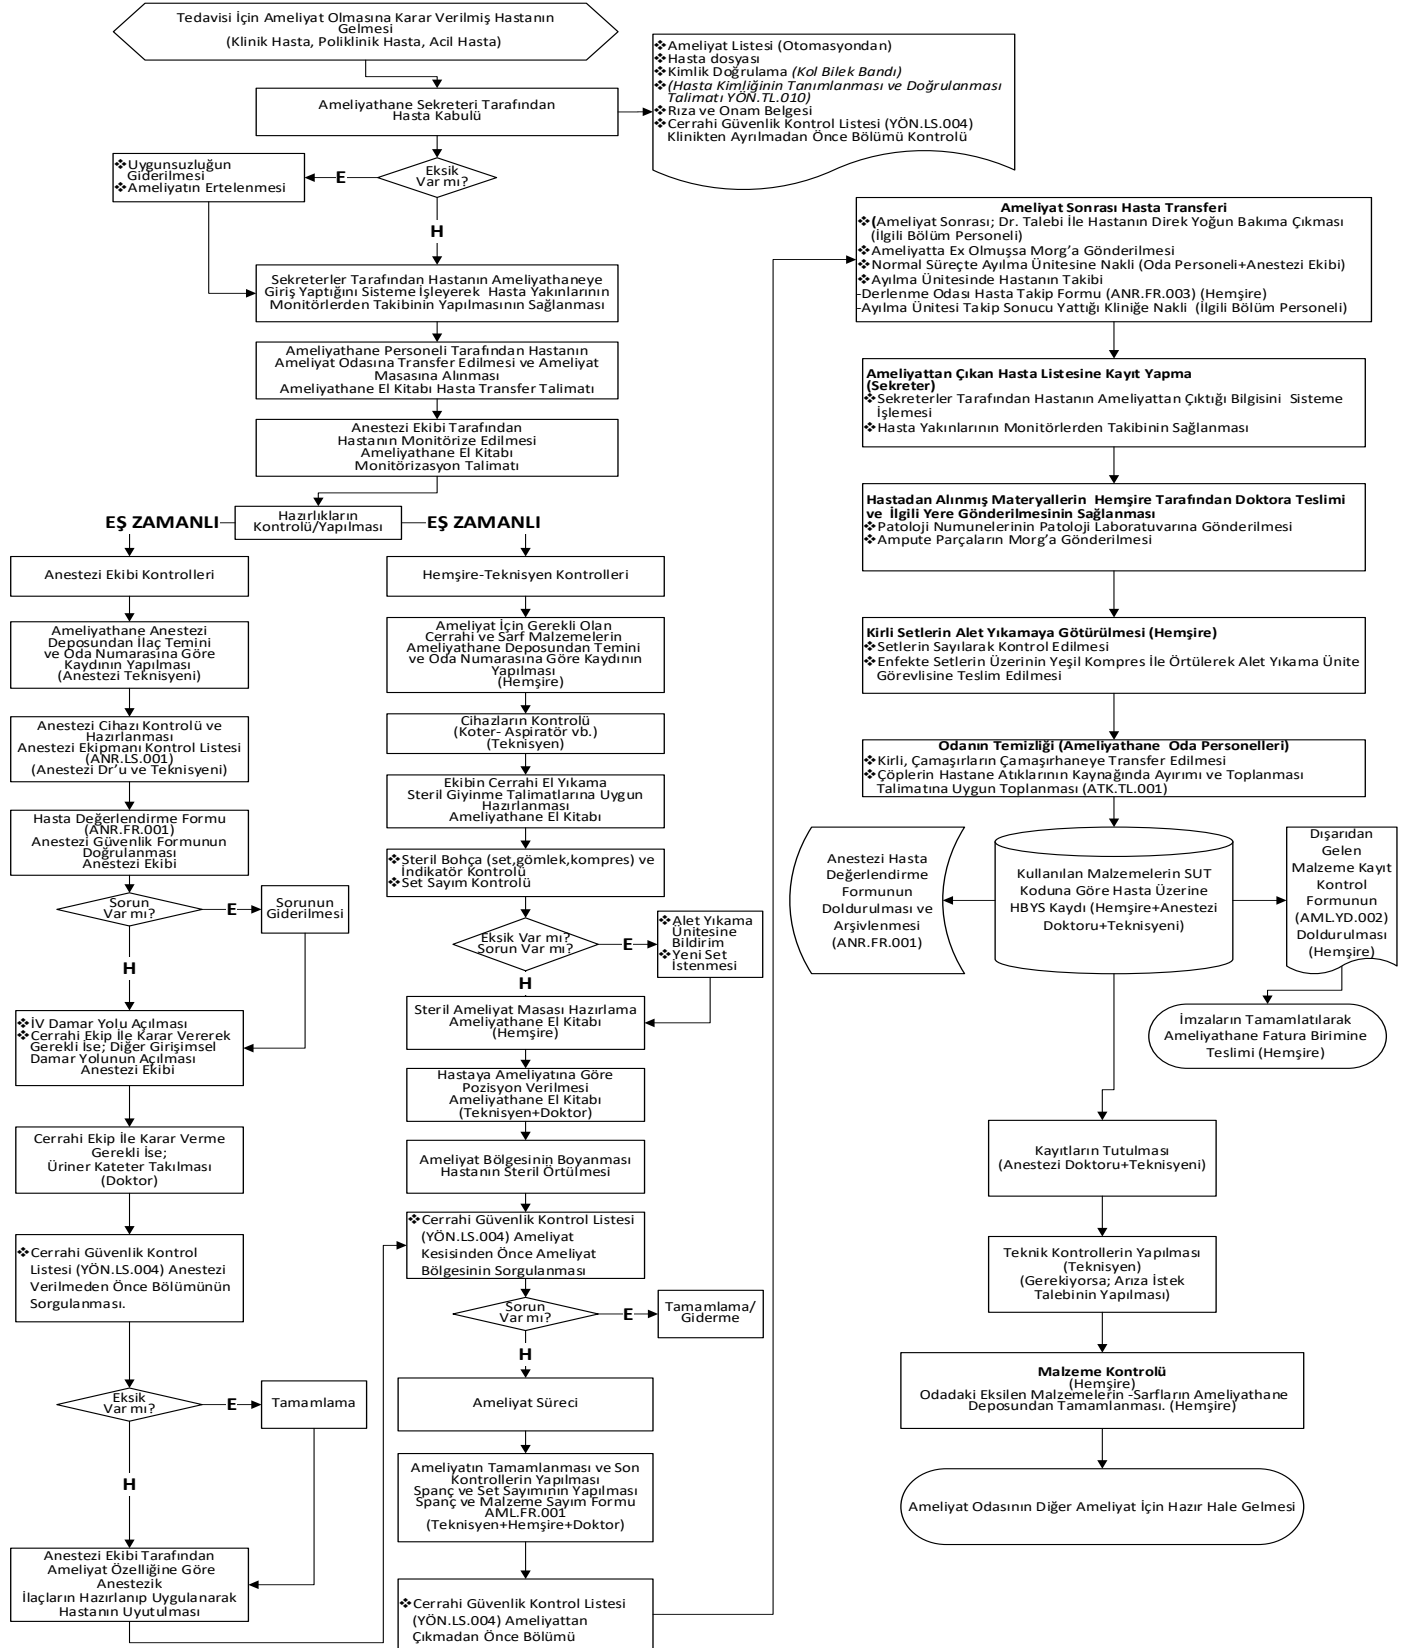 Tedavisi İçin Ameliyat Olmasına Karar Verilmiş Hastanın
Gelmesi
(Klinik Hasta, Poliklinik Hasta, Acil Hasta)
Ameliyathane Sekreteri Tarafından
Hasta Kabulü
❖Ameliyat Listesi (Otomasyondan)
❖Hasta dosyası
❖Kimlik Doğrulama (Kol Bilek Bandı)
❖(Hasta Kimliğinin Tanımlanması ve Doğrulanması
Talimatı YÖN.TL.010)
❖Rıza ve Onam Belgesi
❖Cerrahi Güvenlik Kontrol Listesi (YÖN.LS.004)
Klinikten Ayrılmadan Önce Bölümü Kontrolü
Eksik
Var mı?
E
❖Uygunsuzluğun
Giderilmesi
❖Ameliyatın Ertelenmesi
H
Sekreterler Tarafından Hastanın Ameliyathaneye
Giriş Yaptığını Sisteme İşleyerek Hasta Yakınlarının
Monitörlerden Takibinin Yapılmasının Sağlanması
Ameliyathane Personeli Tarafından Hastanın
Ameliyat Odasına Transfer Edilmesi ve Ameliyat
Masasına Alınması
Ameliyathane El Kitabı Hasta Transfer Talimatı
Anestezi Ekibi Tarafından
Hastanın Monitörize Edilmesi
Ameliyathane El Kitabı
Monitörizasyon Talimatı
Hazırlıkların
Kontrolü/Yapılması
EŞ ZAMANLI
EŞ ZAMANLI
Anestezi Ekibi Kontrolleri
Ameliyathane Anestezi
Deposundan İlaç Temini
ve Oda Numarasına Göre
Kaydının Yapılması
(Anestezi Teknisyeni)
Anestezi Cihazı Kontrolü ve
Hazırlanması
Anestezi Ekipmanı Kontrol Listesi
(ANR.LS.001)
(Anestezi Dr'u ve Teknisyeni)
Hasta Değerlendirme Formu
(ANR.FR.001)
Anestezi Güvenlik Formunun
Doğrulanması
Anestezi Ekibi
Sorun
Var mı?
E
Sorunun
Giderilmesi
H
❖İV Damar Yolu Açılması
❖Cerrahi Ekip İle Karar Vererek
Gerekli İse; Diğer Girişimsel
Damar Yolunun Açılması
Anestezi Ekibi
Cerrahi Ekip İle Karar Verme
Gerekli İse;
Üriner Kateter Takılması
(Doktor)
❖Cerrahi Güvenlik Kontrol
Listesi (YÖN.LS.004) Anestezi
Verilmeden Önce Bölümünün
Sorgulanması.
Eksik
Var mı?
E
Tamamlama
H
Anestezi Ekibi Tarafından
Ameliyat Özelliğine Göre
Anestezik
İlaçların Hazırlanıp Uygulanarak
Hastanın Uyutulması
Hemşire-Teknisyen Kontrolleri
Ameliyat İçin Gerekli Olan
Cerrahi ve Sarf Malzemelerin
Ameliyathane Deposundan Temini
ve Oda Numarasına Göre Kaydının
Yapılması
(Hemşire)
Cihazların Kontrolü
(Koter- Aspiratör vb.)
(Teknisyen)
Ekibin Cerrahi El Yıkama
Steril Giyinme Talimatlarına Uygun
Hazırlanması
Ameliyathane El Kitabı
❖Steril Bohça (set,gömlek,kompres) ve
İndikatör Kontrolü
❖Set Sayım Kontrolü
Eksik Var mı?
Sorun Var mı?
E
❖Alet Yıkama
Ünitesine
Bildirim
❖Yeni Set
İstenmesi
H
Steril Ameliyat Masası Hazırlama
Ameliyathane El Kitabı
(Hemşire)
Hastaya Ameliyatına Göre
Pozisyon Verilmesi
Ameliyathane El Kitabı
(Teknisyen+Doktor)
Ameliyat Bölgesinin Boyanması
Hastanın Steril Örtülmesi
❖Cerrahi Güvenlik Kontrol Listesi
(YÖN.LS.004) Ameliyat
Kesisinden Önce Ameliyat
Bölgesinin Sorgulanması
Sorun
Var mı?
E
Tamamlama/
Giderme
H
Ameliyat Süreci
Ameliyatın Tamamlanması ve Son
Kontrollerin Yapılması
Spanç ve Set Sayımının Yapılması
Spanç ve Malzeme Sayım Formu
AML.FR.001
(Teknisyen+Hemşire+Doktor)
❖Cerrahi Güvenlik Kontrol Listesi
(YÖN.LS.004) Ameliyattan
Çıkmadan Önce Bölümü
Ameliyat Sonrası Hasta Transferi
❖(Ameliyat Sonrası; Dr. Talebi İle Hastanın Direk Yoğun Bakıma Çıkması
(İlgili Bölüm Personeli)
❖Ameliyatta Ex Olmuşsa Morg'a Gönderilmesi
❖Normal Süreçte Ayılma Ünitesine Nakli (Oda Personeli+Anestezi Ekibi)
❖Ayılma Ünitesinde Hastanın Takibi
-Derlenme Odası Hasta Takip Formu (ANR.FR.003) (Hemşire)
-Ayılma Ünitesi Takip Sonucu Yattığı Kliniğe Nakli (İlgili Bölüm Personeli)
Ameliyattan Çıkan Hasta Listesine Kayıt Yapma
(Sekreter)
❖Sekreterler Tarafından Hastanın Ameliyattan Çıktığı Bilgisini Sisteme
İşlemesi
❖Hasta Yakınlarının Monitörlerden Takibinin Sağlanması
Hastadan Alınmış Materyallerin Hemşire Tarafından Doktora Teslimi
ve İlgili Yere Gönderilmesinin Sağlanması
❖Patoloji Numunelerinin Patoloji Laboratuvarına Gönderilmesi
❖Ampute Parçaların Morg'a Gönderilmesi
Kirli Setlerin Alet Yıkamaya Götürülmesi (Hemşire)
❖Setlerin Sayılarak Kontrol Edilmesi
❖Enfekte Setlerin Üzerinin Yeşil Kompres İle Örtülerek Alet Yıkama Ünite
Görevlisine Teslim Edilmesi
Odanın Temizliği (Ameliyathane Oda Personelleri)
❖Kirli, Çamaşırların Çamaşırhaneye Transfer Edilmesi
❖Çöplerin Hastane Atıklarının Kaynağında Ayırımı ve Toplanması
Talimatına Uygun Toplanması (ATK.TL.001)
Anestezi Hasta
Değerlendirme
Formunun
Doldurulması ve
Arşivlenmesi
(ANR.FR.001)
Kullanılan Malzemelerin SUT
Koduna Göre Hasta Üzerine
HBYS Kaydı (Hemşire+Anestezi
Doktoru+Teknisyeni)
Dışarıdan
Gelen
Malzeme Kayıt
Kontrol
Formunun
(AML.YD.002)
Doldurulması
(Hemşire)
İmzaların Tamamlatılarak
Ameliyathane Fatura Birimine
Teslimi (Hemşire)
Kayıtların Tutulması
(Anestezi Doktoru+Teknisyeni)
Teknik Kontrollerin Yapılması
(Teknisyen)
(Gerekiyorsa; Arıza İstek
Talebinin Yapılması)
Malzeme Kontrolü
(Hemşire)
Odadaki Eksilen Malzemelerin -Sarfların Ameliyathane
Deposundan Tamamlanması. (Hemşire)
Ameliyat Odasının Diğer Ameliyat İçin Hazır Hale Gelmesi